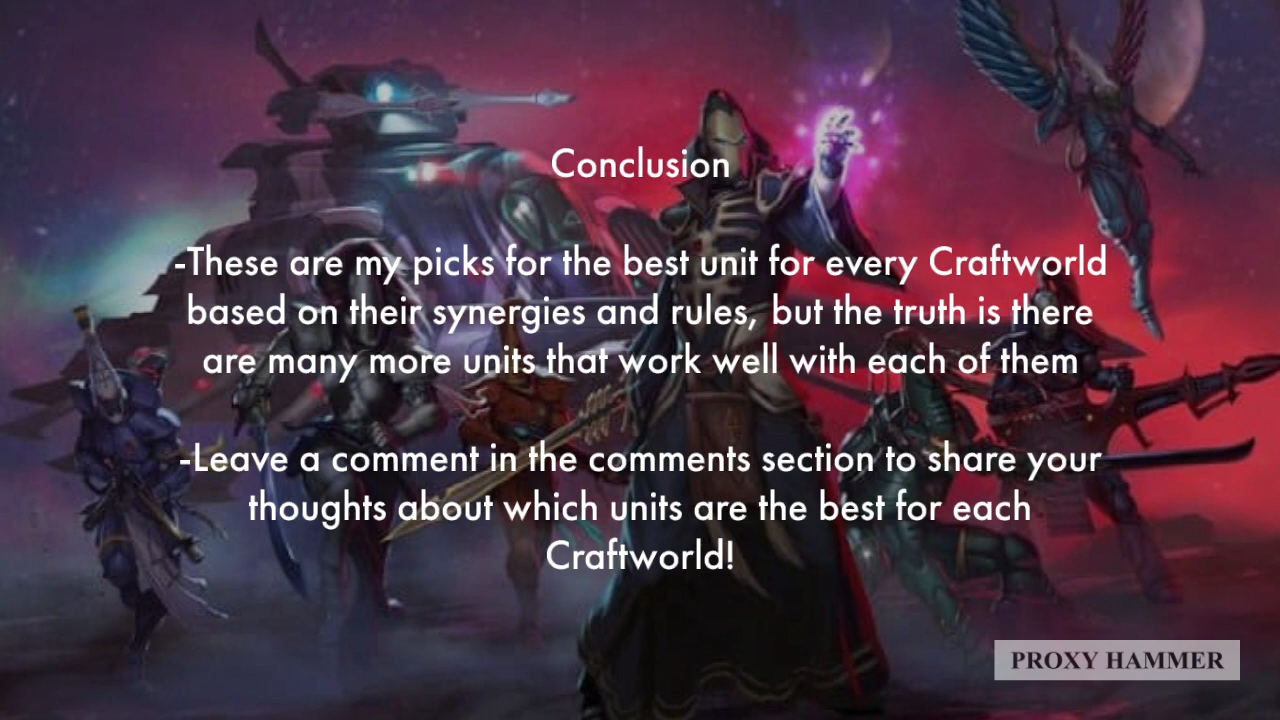 Conclusion
-These are my picks for the best unit for every Craftworld
based on their synergies and rules, but the truth is there
are many more units that work well with each of them
-Leave a comment in the comments section to share your
thoughts about which units are the best for each
Craftworld!
PROXY HAMMER